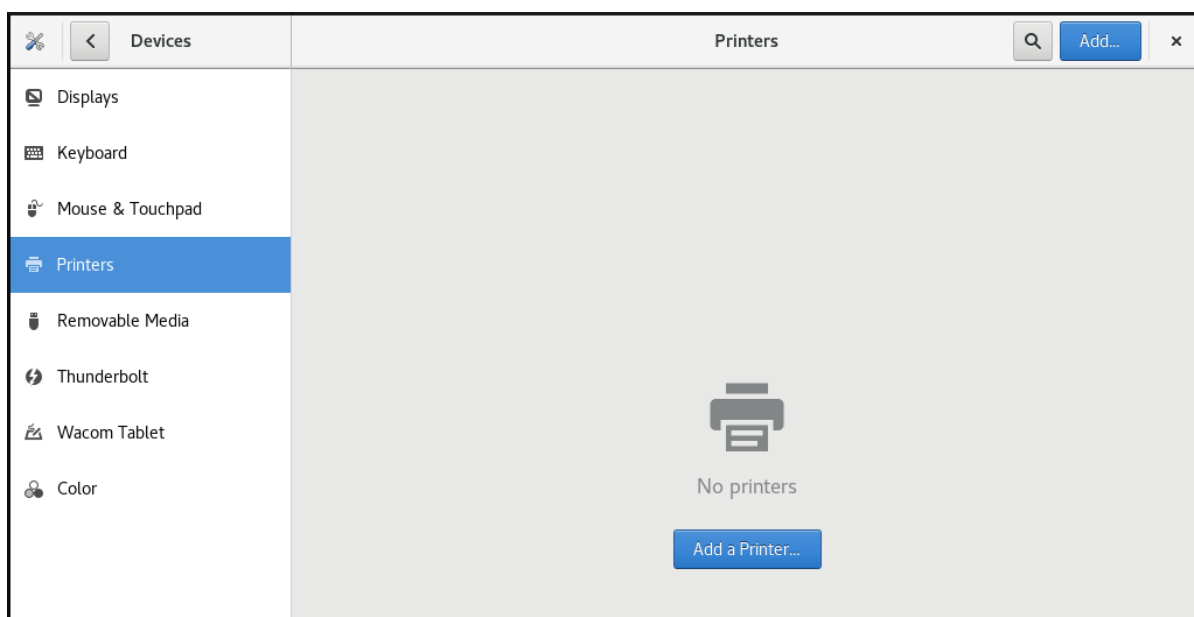 Devices
Printers
Add...
Displays
Keyboard
Mouse & Touchpad
Printers
Removable Media
Thunderbolt
Wacom Tablet
Color
No printers
Add a Printer...